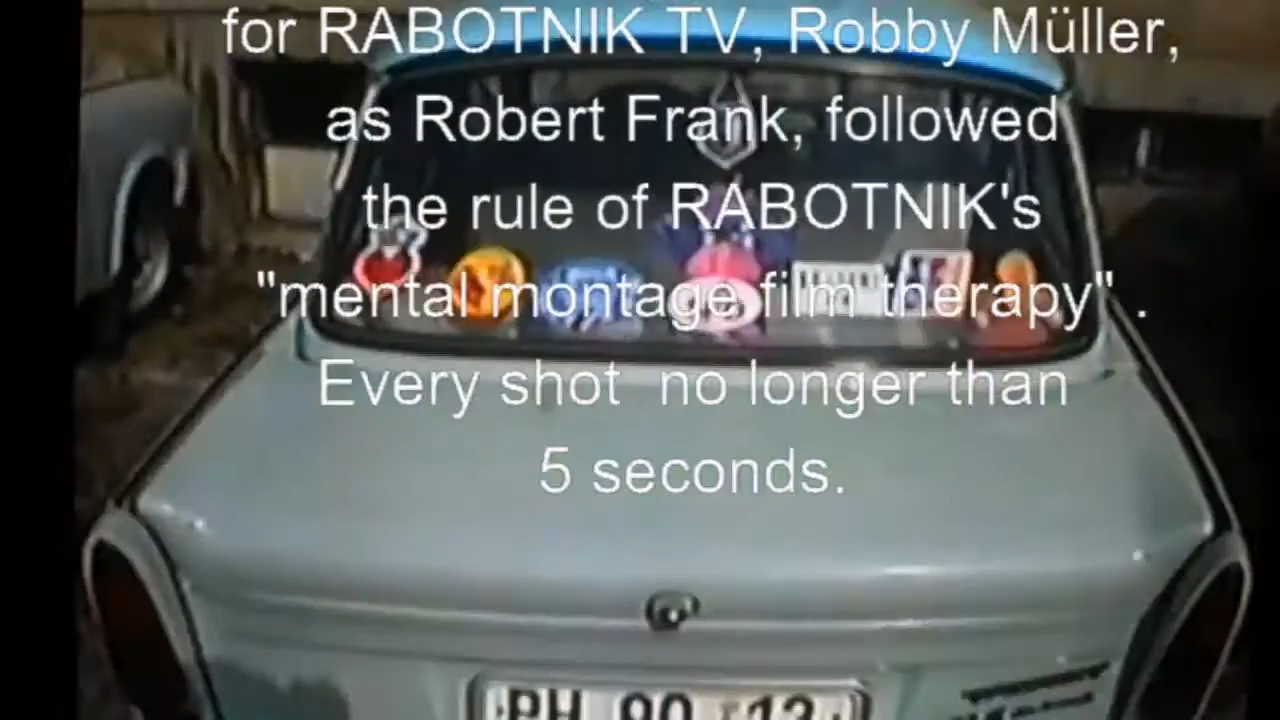 for RABOTNIK TV, Robby Müller,
as Robert Frank, followed
the rule of RABOTNIK's
"mental montage film therapy" .
Every shot  no longer than
5 seconds.